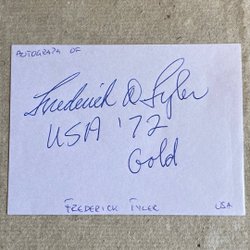 AUTOGRAPH OF
Frederick D Tyler
USA '72
Gold
FREDERICK TYLER
USA